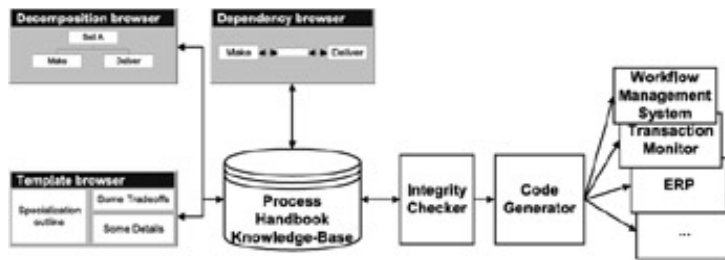 Decomposition browser
Sell A
Make
Deliver
Dependency browser
Make
Deliver
Template browser
Specialization
outline
Some Tradeoffs
Some Details
Process
Handbook
Knowledge-Base
Integrity
Checker
Code
Generator
Workflow
Management
System
Transaction
Monitor
ERP
...